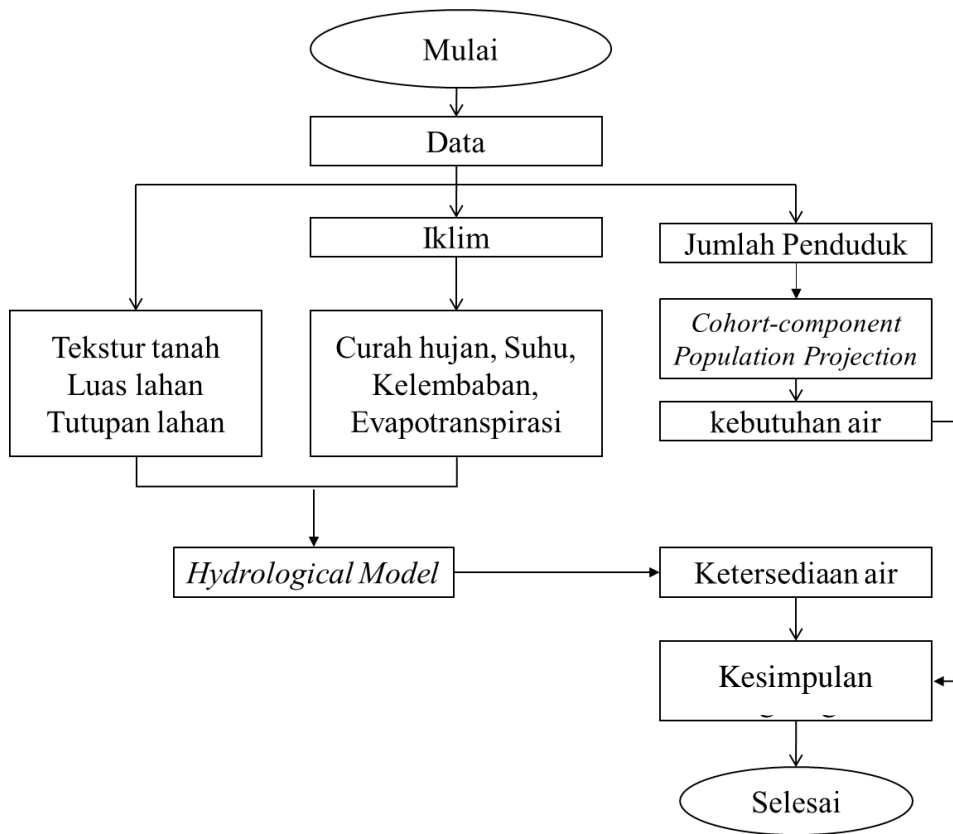 Mulai
Data
Iklim
Jumlah Penduduk
Tekstur tanah
Luas lahan
Tutupan lahan
Curah hujan, Suhu,
Kelembaban,
Evapotranspirasi
Cohort-component
Population Projection
kebutuhan air
Hydrological Model
Ketersediaan air
Kesimpulan
Selesai